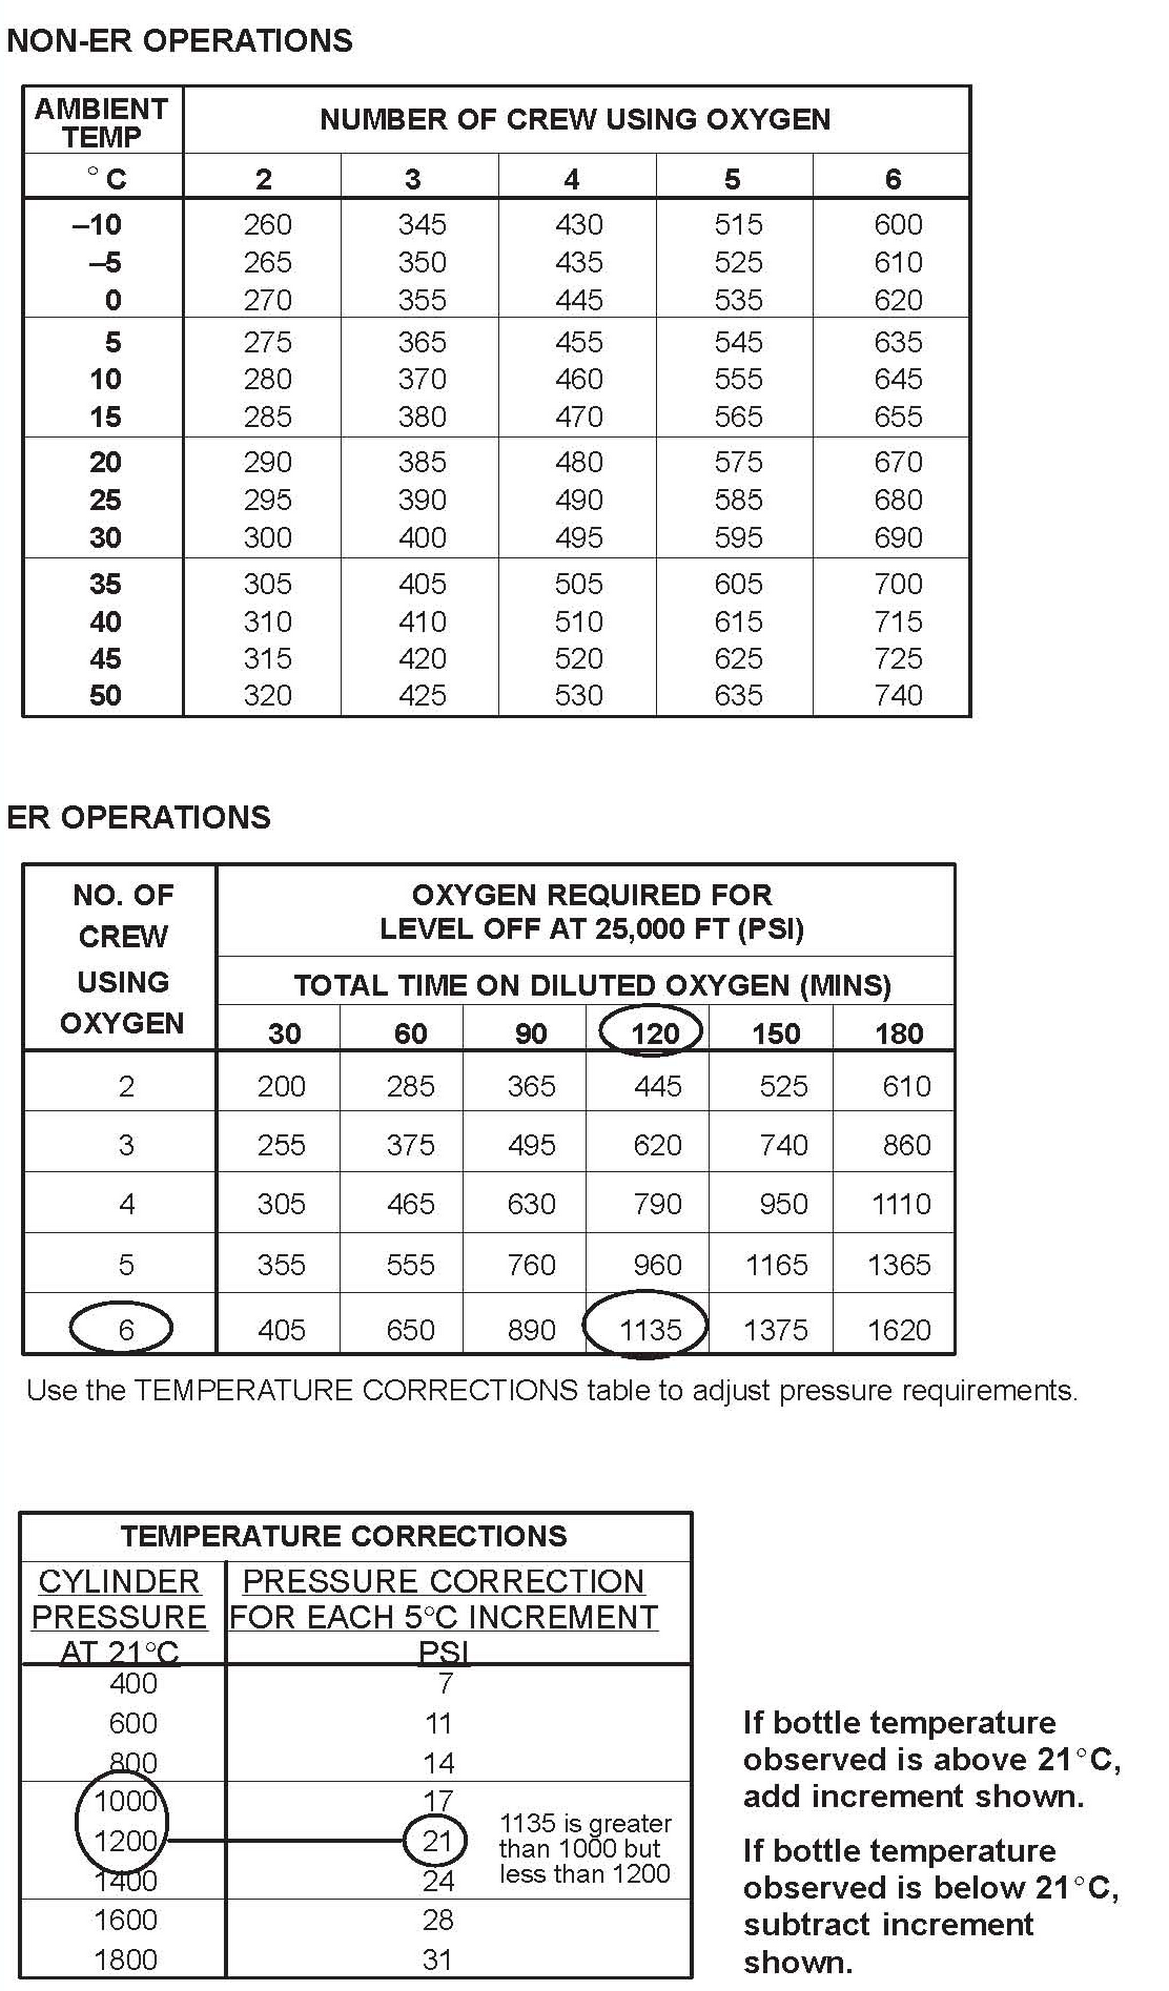 NON-ER OPERATIONS
AMBIENT TEMP NUMBER OF CREW USING OXYGEN
°C 2 3 4 5 6
–10 260 345 430 515 600
–5 265 350 435 525 610
0 270 355 445 535 620
5 275 365 455 545 635
10 280 370 460 555 645
15 285 380 470 565 655
20 290 385 480 575 670
25 295 390 490 585 680
30 300 400 495 595 690
35 305 405 505 605 700
40 310 410 510 615 715
45 315 420 520 625 725
50 320 425 530 635 740
ER OPERATIONS
NO. OF
CREW
USING
OXYGEN
OXYGEN REQUIRED FOR
LEVEL OFF AT 25,000 FT (PSI)
TOTAL TIME ON DILUTED OXYGEN (MINS)
30 60 90 120 150 180
2 200 285 365 445 525 610
3 255 375 495 620 740 860
4 305 465 630 790 950 1110
5 355 555 760 960 1165 1365
6 405 650 890 1135 1375 1620
Use the TEMPERATURE CORRECTIONS table to adjust pressure requirements.
TEMPERATURE CORRECTIONS
CYLINDER
PRESSURE
AT 21°C
PRESSURE CORRECTION
FOR EACH 5°C INCREMENT
PSI
400 7
600 11
800 14
1000 17
1200 21
1400 24
1600 28
1800 31
1135 is greater
than 1000 but
less than 1200
If bottle temperature
observed is above 21°C,
add increment shown.
If bottle temperature
observed is below 21°C,
subtract increment
shown.